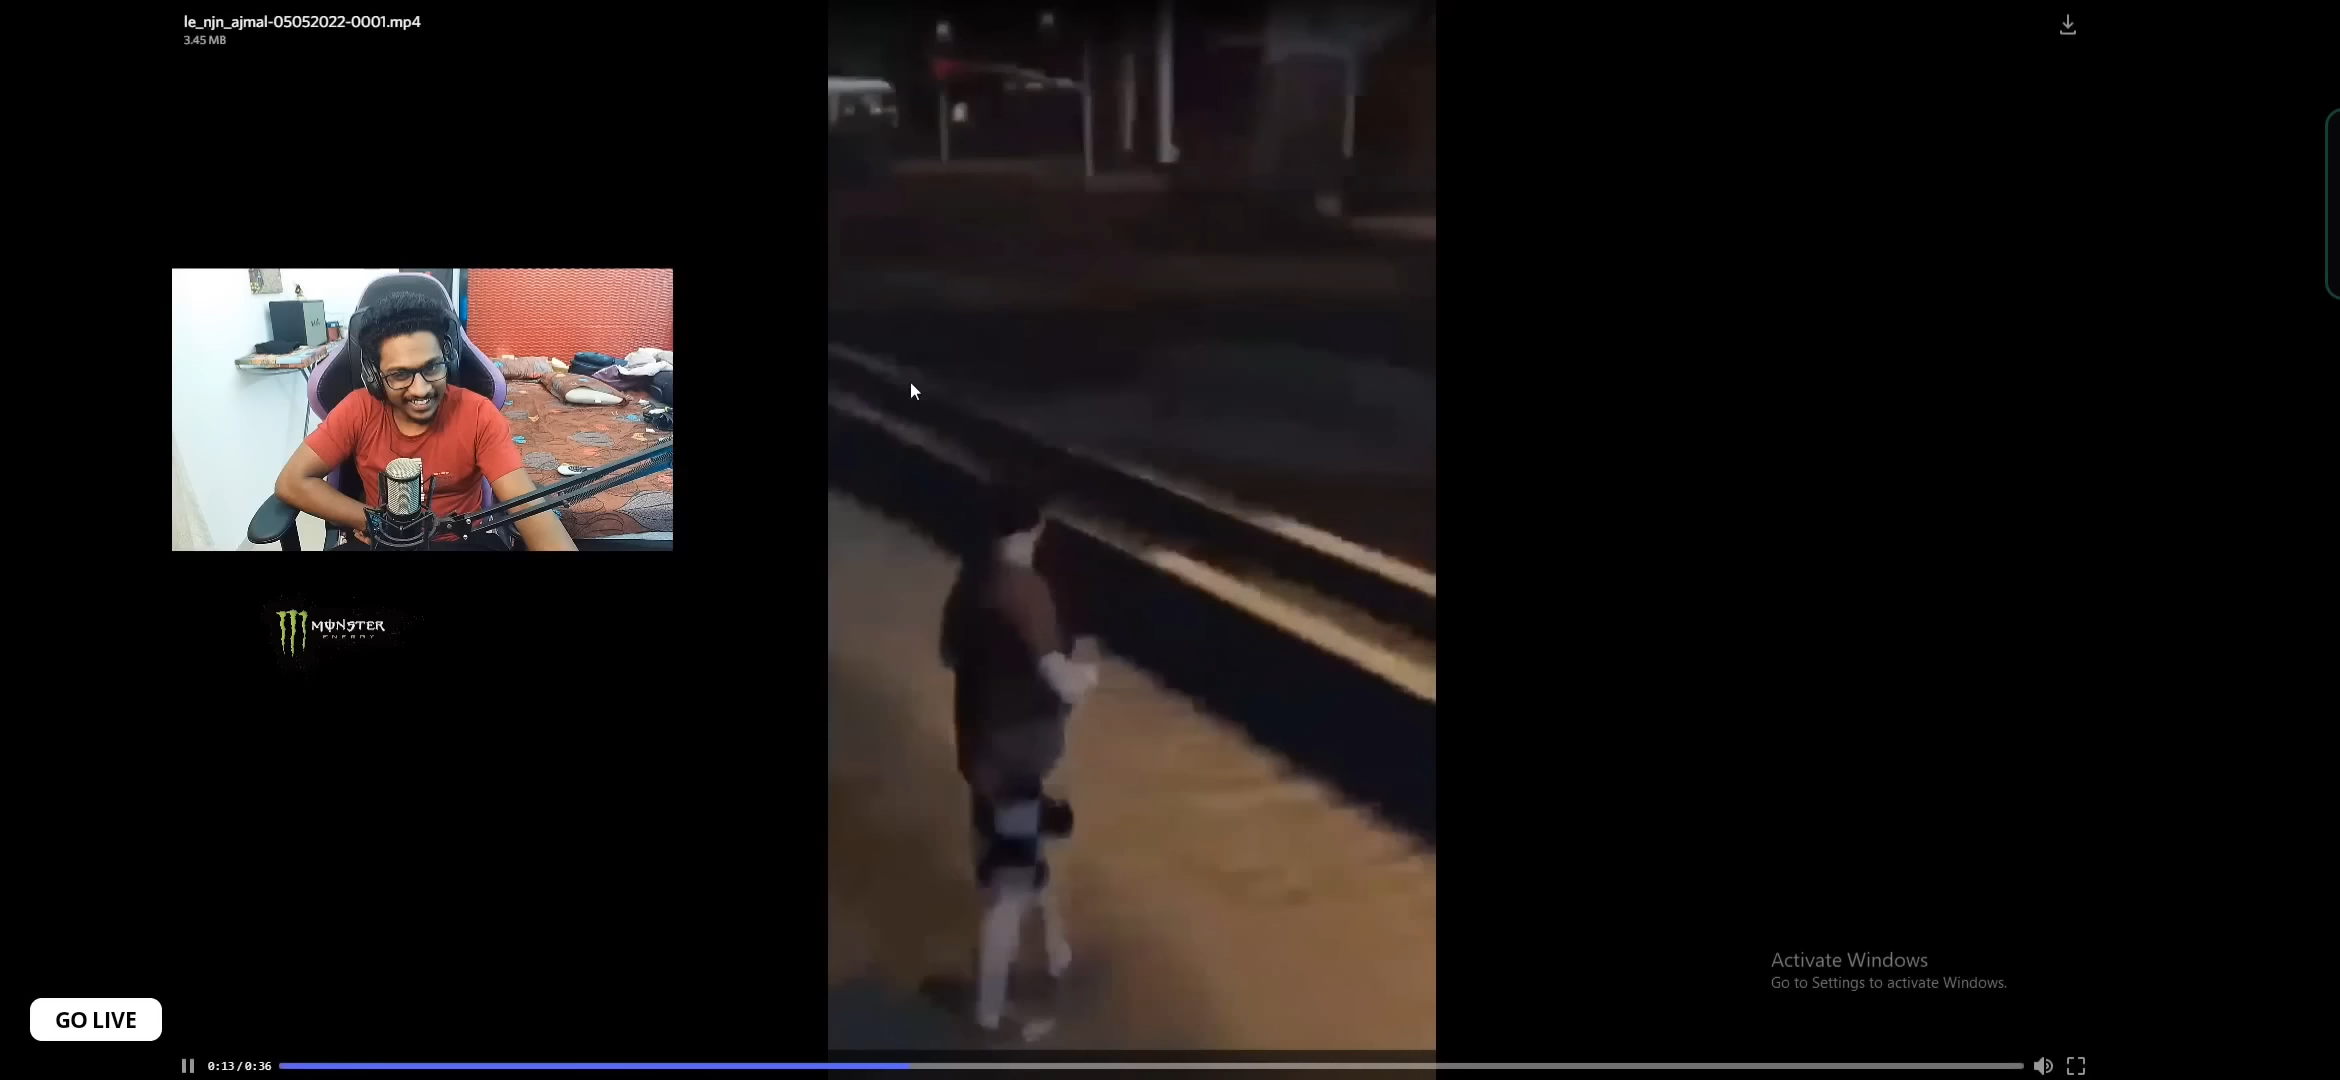 le_njn_ajmal-05052022-0001.mp4
3.45 MB
MONSTER
ENERGY
Activate Windows
Go to Settings to activate Windows.
GO LIVE
0:13/0:36